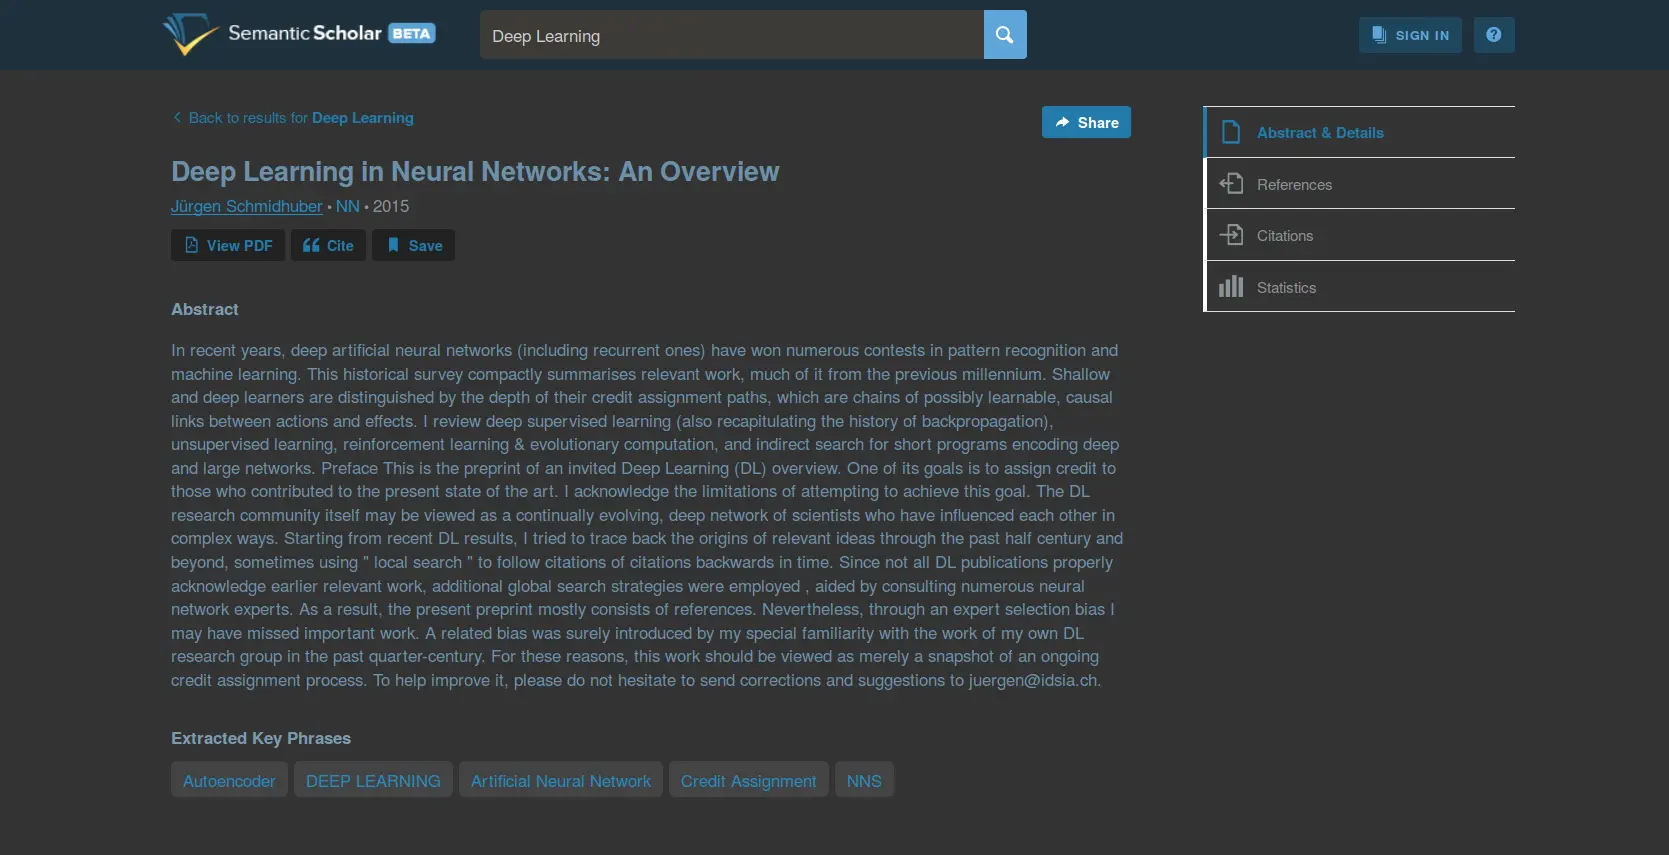 Semantic Scholar BETA
Deep Learning
SIGN IN
?
Back to results for Deep Learning
Share
Deep Learning in Neural Networks: An Overview
Jürgen Schmidhuber • NN • 2015
View PDF
Cite
Save
Abstract
In recent years, deep artificial neural networks (including recurrent ones) have won numerous contests in pattern recognition and
machine learning. This historical survey compactly summarises relevant work, much of it from the previous millennium. Shallow
and deep learners are distinguished by the depth of their credit assignment paths, which are chains of possibly learnable, causal
links between actions and effects. I review deep supervised learning (also recapitulating the history of backpropagation),
unsupervised learning, reinforcement learning & evolutionary computation, and indirect search for short programs encoding deep
and large networks. Preface This is the preprint of an invited Deep Learning (DL) overview. One of its goals is to assign credit to
those who contributed to the present state of the art. I acknowledge the limitations of attempting to achieve this goal. The DL
research community itself may be viewed as a continually evolving, deep network of scientists who have influenced each other in
complex ways. Starting from recent DL results, I tried to trace back the origins of relevant ideas through the past half century and
beyond, sometimes using " local search " to follow citations of citations backwards in time. Since not all DL publications properly
acknowledge earlier relevant work, additional global search strategies were employed , aided by consulting numerous neural
network experts. As a result, the present preprint mostly consists of references. Nevertheless, through an expert selection bias I
may have missed important work. A related bias was surely introduced by my special familiarity with the work of my own DL
research group in the past quarter-century. For these reasons, this work should be viewed as merely a snapshot of an ongoing
credit assignment process. To help improve it, please do not hesitate to send corrections and suggestions to juergen@idsia.ch.
Extracted Key Phrases
Autoencoder
DEEP LEARNING
Artificial Neural Network
Credit Assignment
NNS
Abstract & Details
References
Citations
Statistics